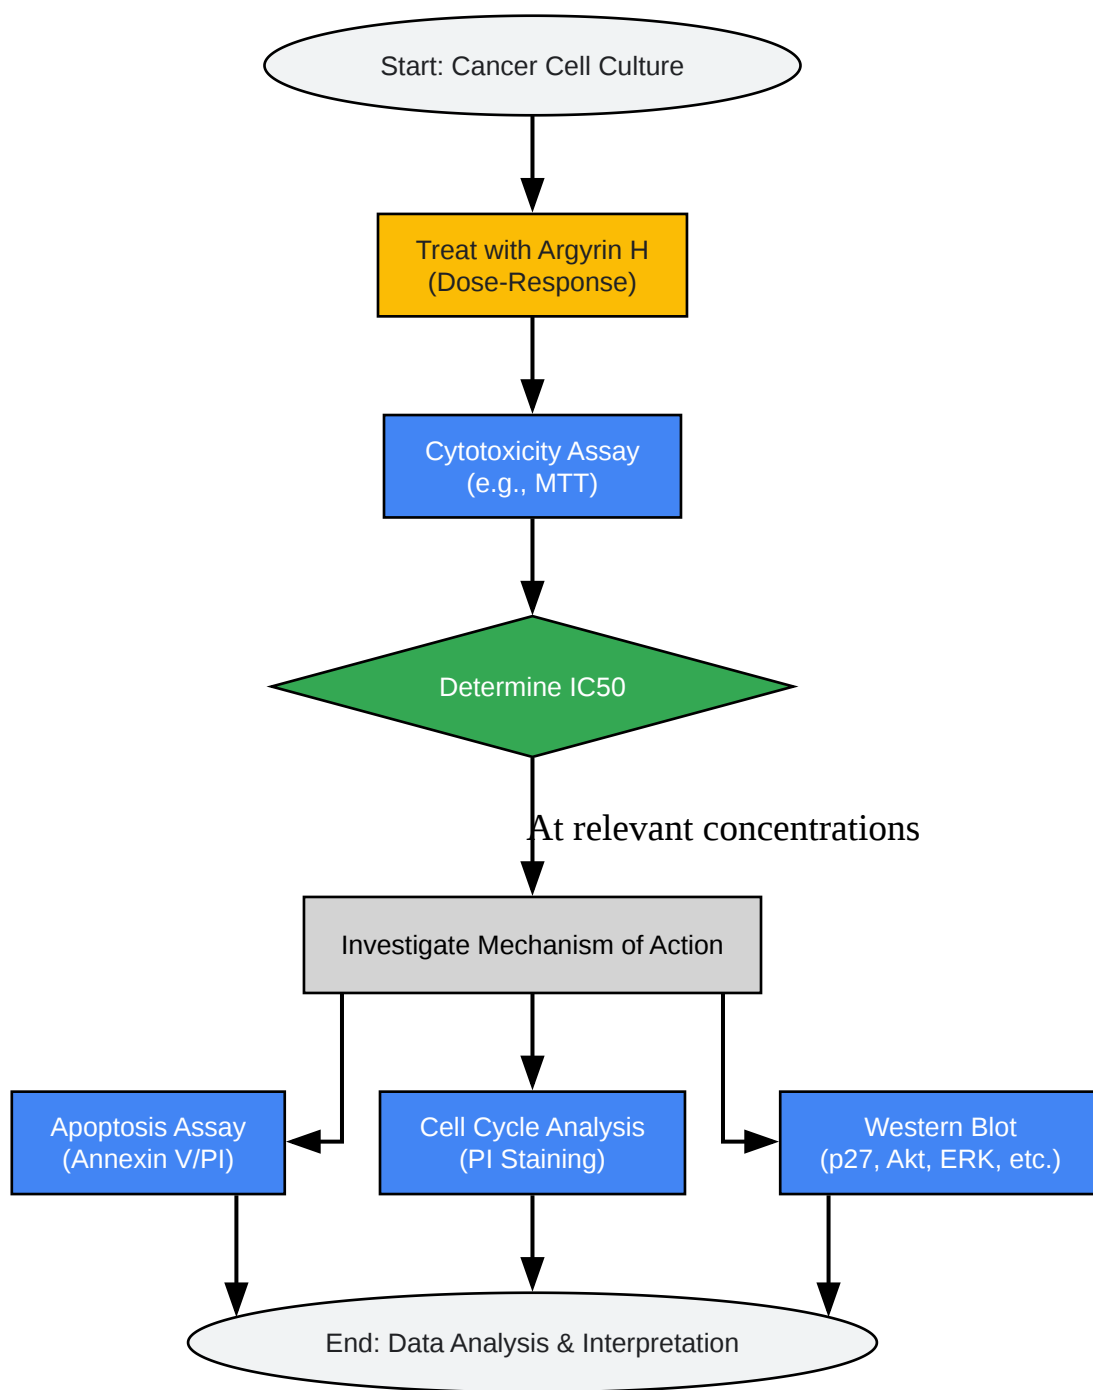 Start: Cancer Cell Culture
Treat with Argyrin H
(Dose-Response)
Cytotoxicity Assay
(e.g., MTT)
Determine IC50
At relevant concentrations
Investigate Mechanism of Action
Apoptosis Assay
(Annexin V/PI)
Cell Cycle Analysis
(PI Staining)
Western Blot
(p27, Akt, ERK, etc.)
End: Data Analysis & Interpretation